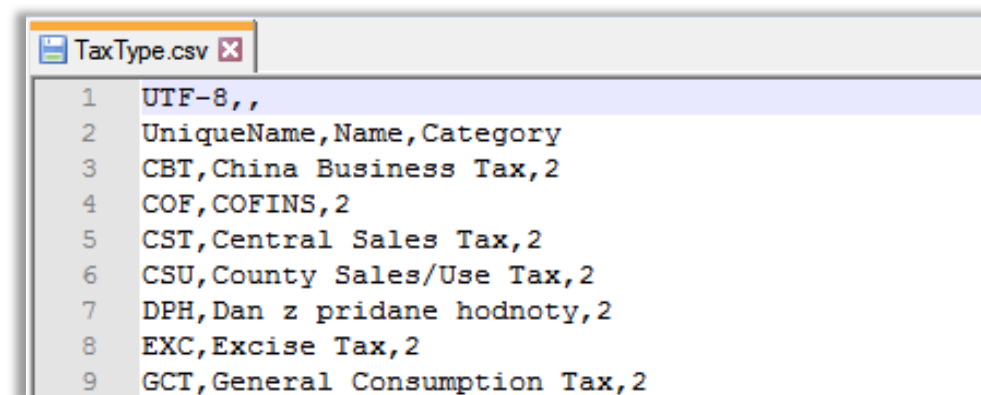 TaxType.csv
1 UTF-8,,
2 UniqueName,Name,Category
3 CBT,China Business Tax,2
4 COF,COFINS,2
5 CST,Central Sales Tax,2
6 CSU,County Sales/Use Tax,2
7 DPH,Dan z pridane hodnoty,2
8 EXC,Excise Tax,2
9 GCT,General Consumption Tax,2